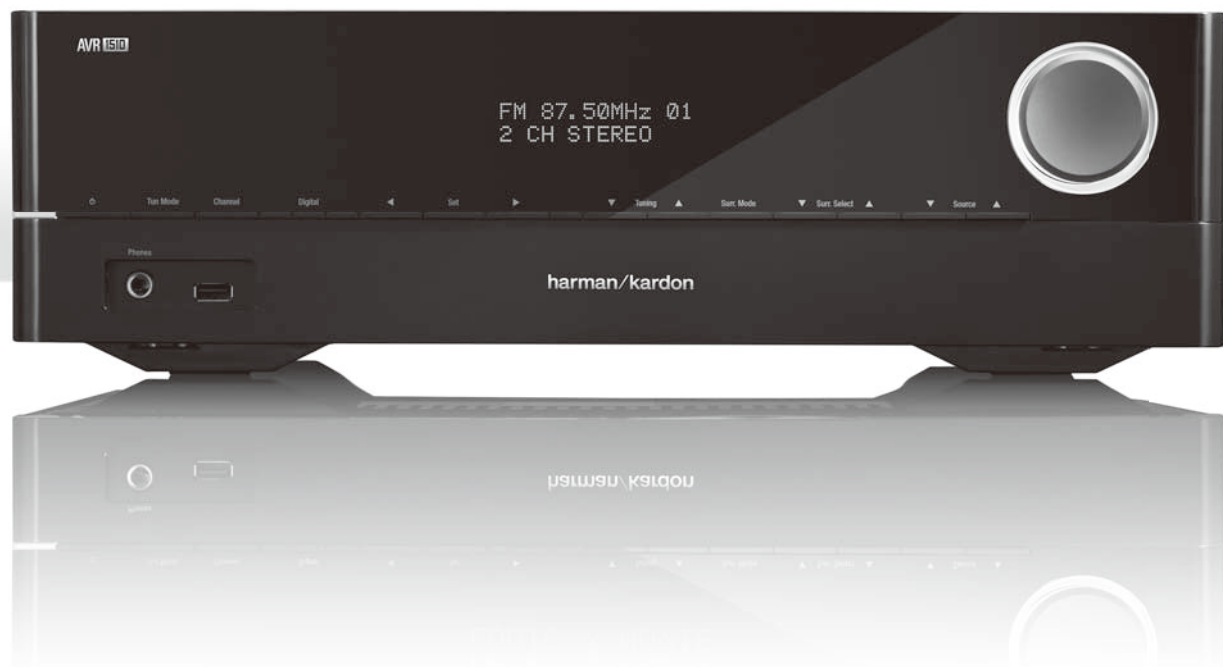 AVR 1510
FM 87.50MHz 01
2 CH STEREO
Tun Mode Channel Digital ◀ Set ▶ ▼ Tuning ▲ Surr. Mode ▼ Surr. Select ▲ ▼ Source ▲
Phones
harman/kardon